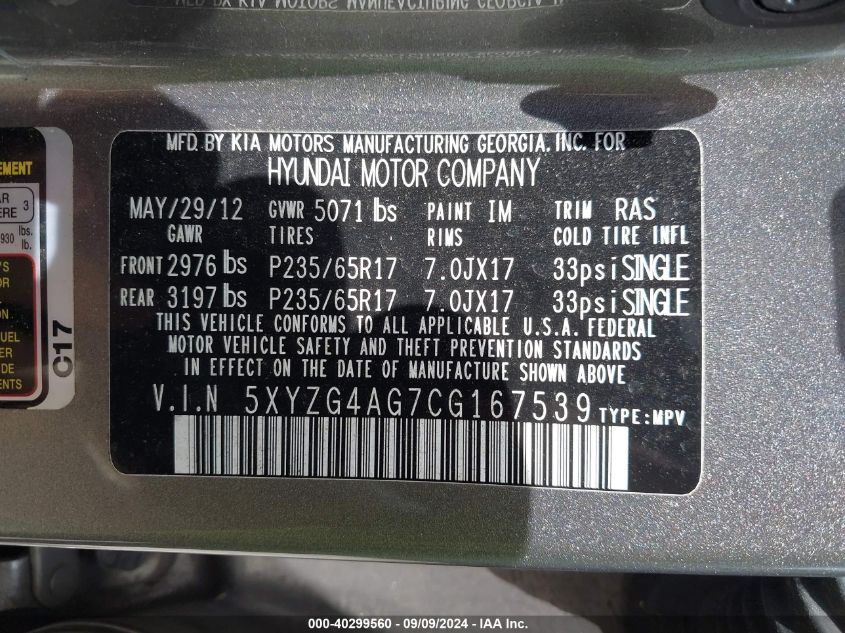 MFD. BY KIA MOTORS MANUFACTURING GEORGIA, INC. FOR
HYUNDAI MOTOR COMPANY
MAY/29/12 GVWR 5071 lbs PAINT IM TRIM RAS
GAWR TIRES RIMS COLD TIRE INFL
FRONT 2976 lbs P235/65R17 7.0JX17 33psi SINGLE
REAR 3197 lbs P235/65R17 7.0JX17 33psi SINGLE
THIS VEHICLE CONFORMS TO ALL APPLICABLE U.S.A. FEDERAL
MOTOR VEHICLE SAFETY AND THEFT PREVENTION STANDARDS
IN EFFECT ON THE DATE OF MANUFACTURE SHOWN ABOVE
V.I.N 5XYZG4AG7CG167539 TYPE:MPV
3
930 lbs.
lb.
C17
000-40299560 - 09/09/2024 - IAA Inc.